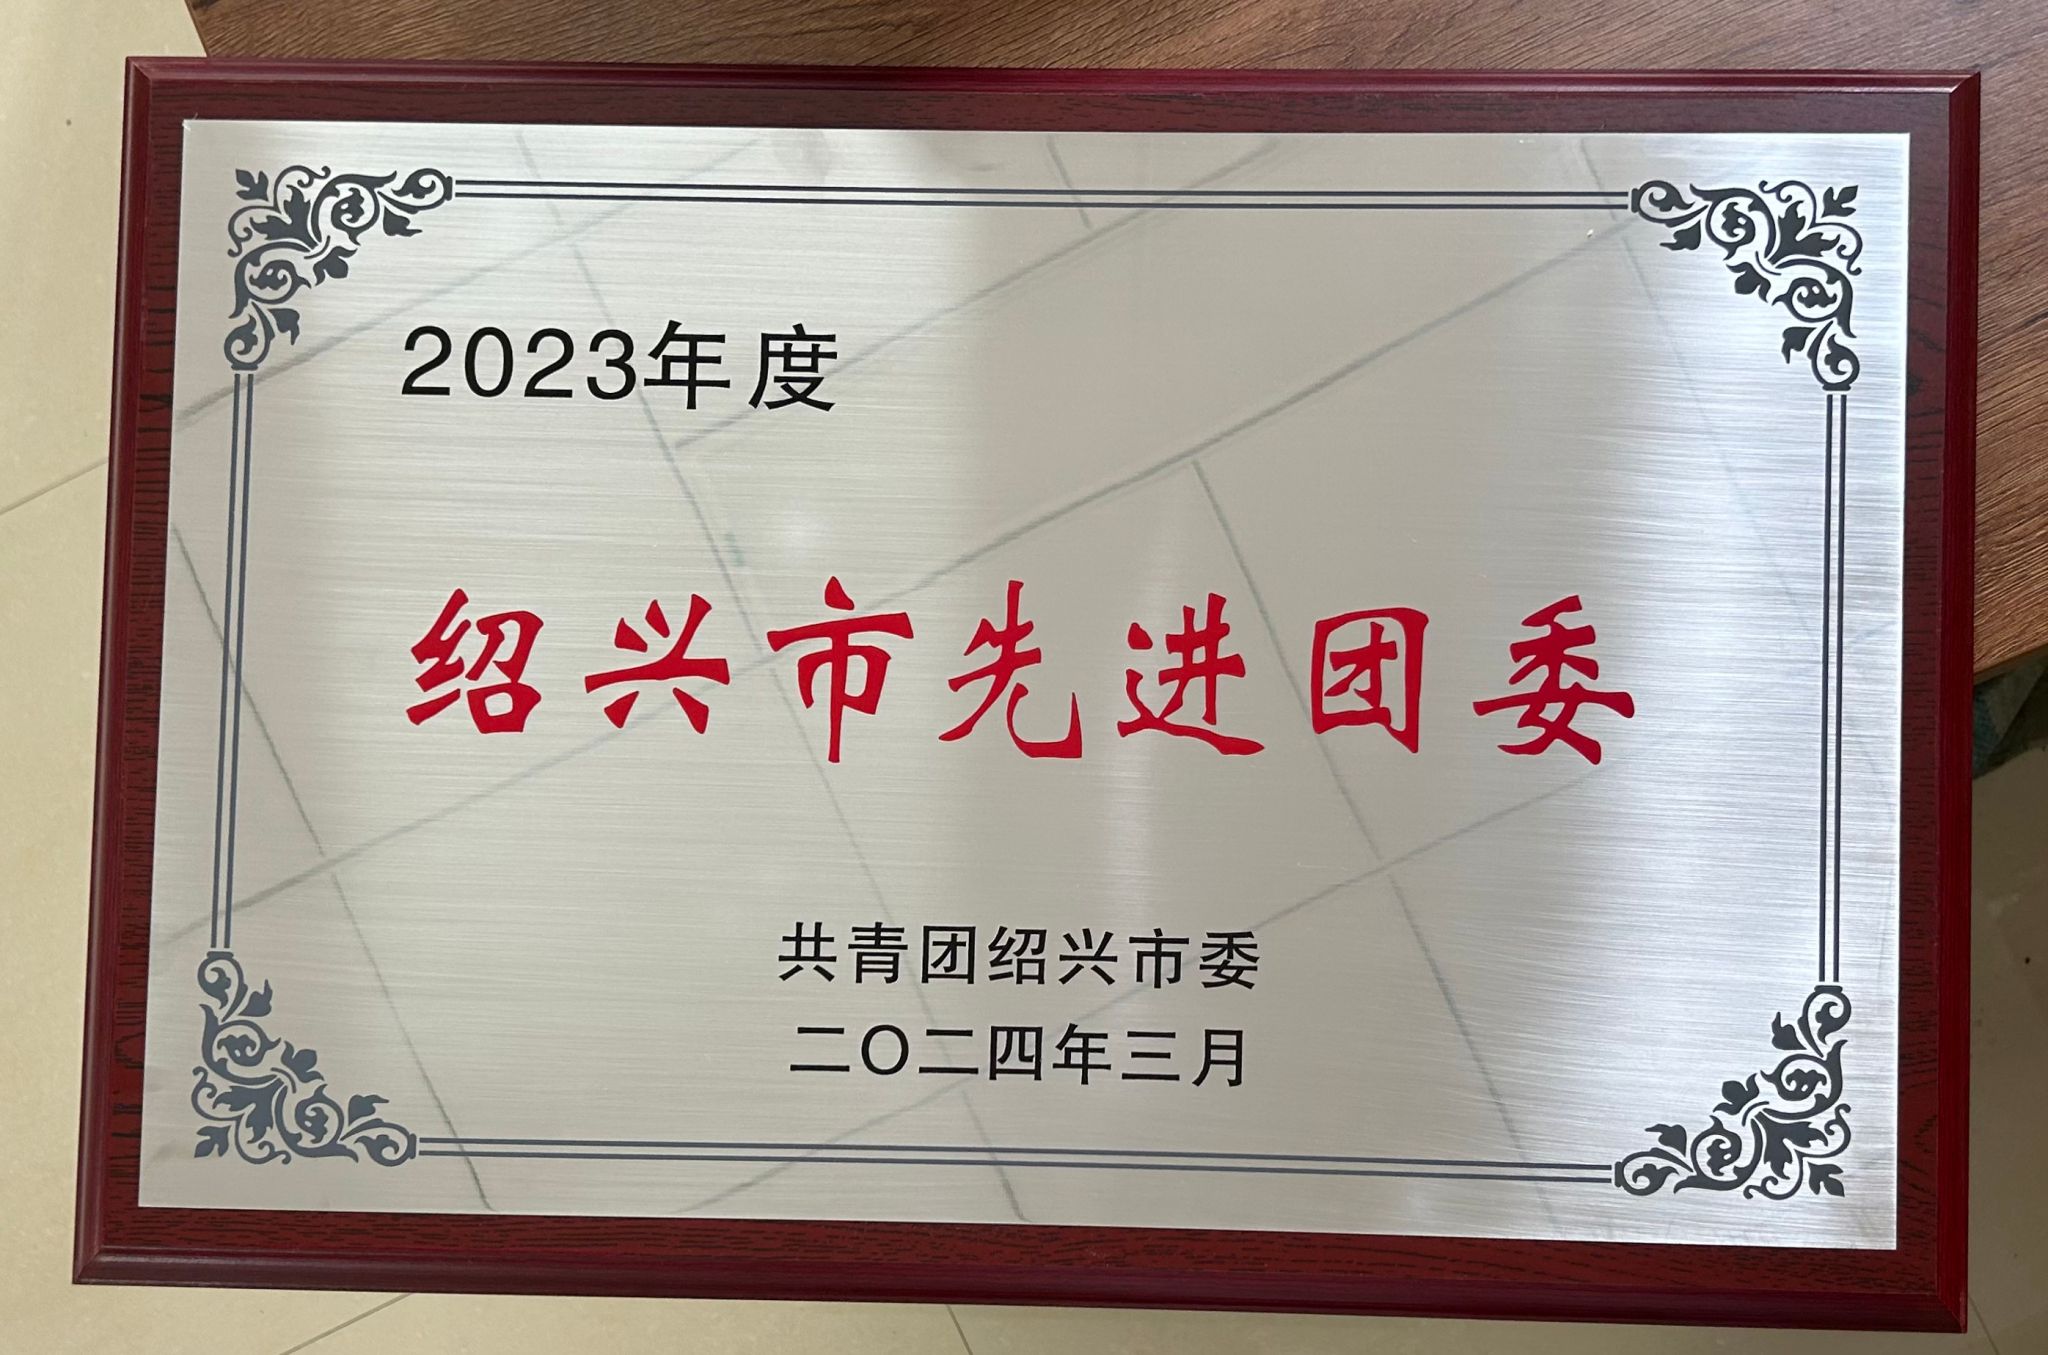 2023年度
绍兴市先进团委
共青团绍兴市委
二〇二四年三月